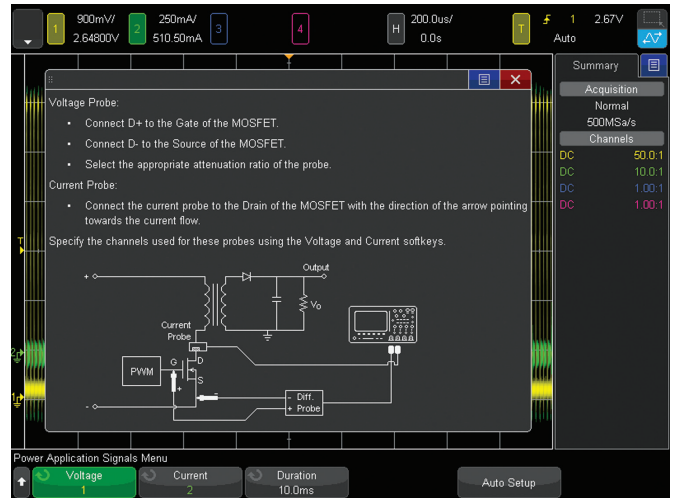 1
900mV/
2.64800V
2
250mA/
510.50mA
3
4
H
200.0us/
0.0s
T
1
2.67V
Auto
Summary
Acquisition
Normal
500MSa/s
Channels
DC 50.0:1
DC 10.0:1
DC 1.00:1
DC 1.00:1
Voltage Probe:
• Connect D+ to the Gate of the MOSFET.
• Connect D- to the Source of the MOSFET.
• Select the appropriate attenuation ratio of the probe.
Current Probe:
• Connect the current probe to the Drain of the MOSFET with the direction of the arrow pointing
towards the current flow.
Specify the channels used for these probes using the Voltage and Current softkeys.
T
+
Output
Vo
Current
Probe
PWM
G
D
S
+
-
- Diff.
+ Probe
-
2
1
Power Application Signals Menu
Voltage
1
Current
2
Duration
10.0ms
Auto Setup